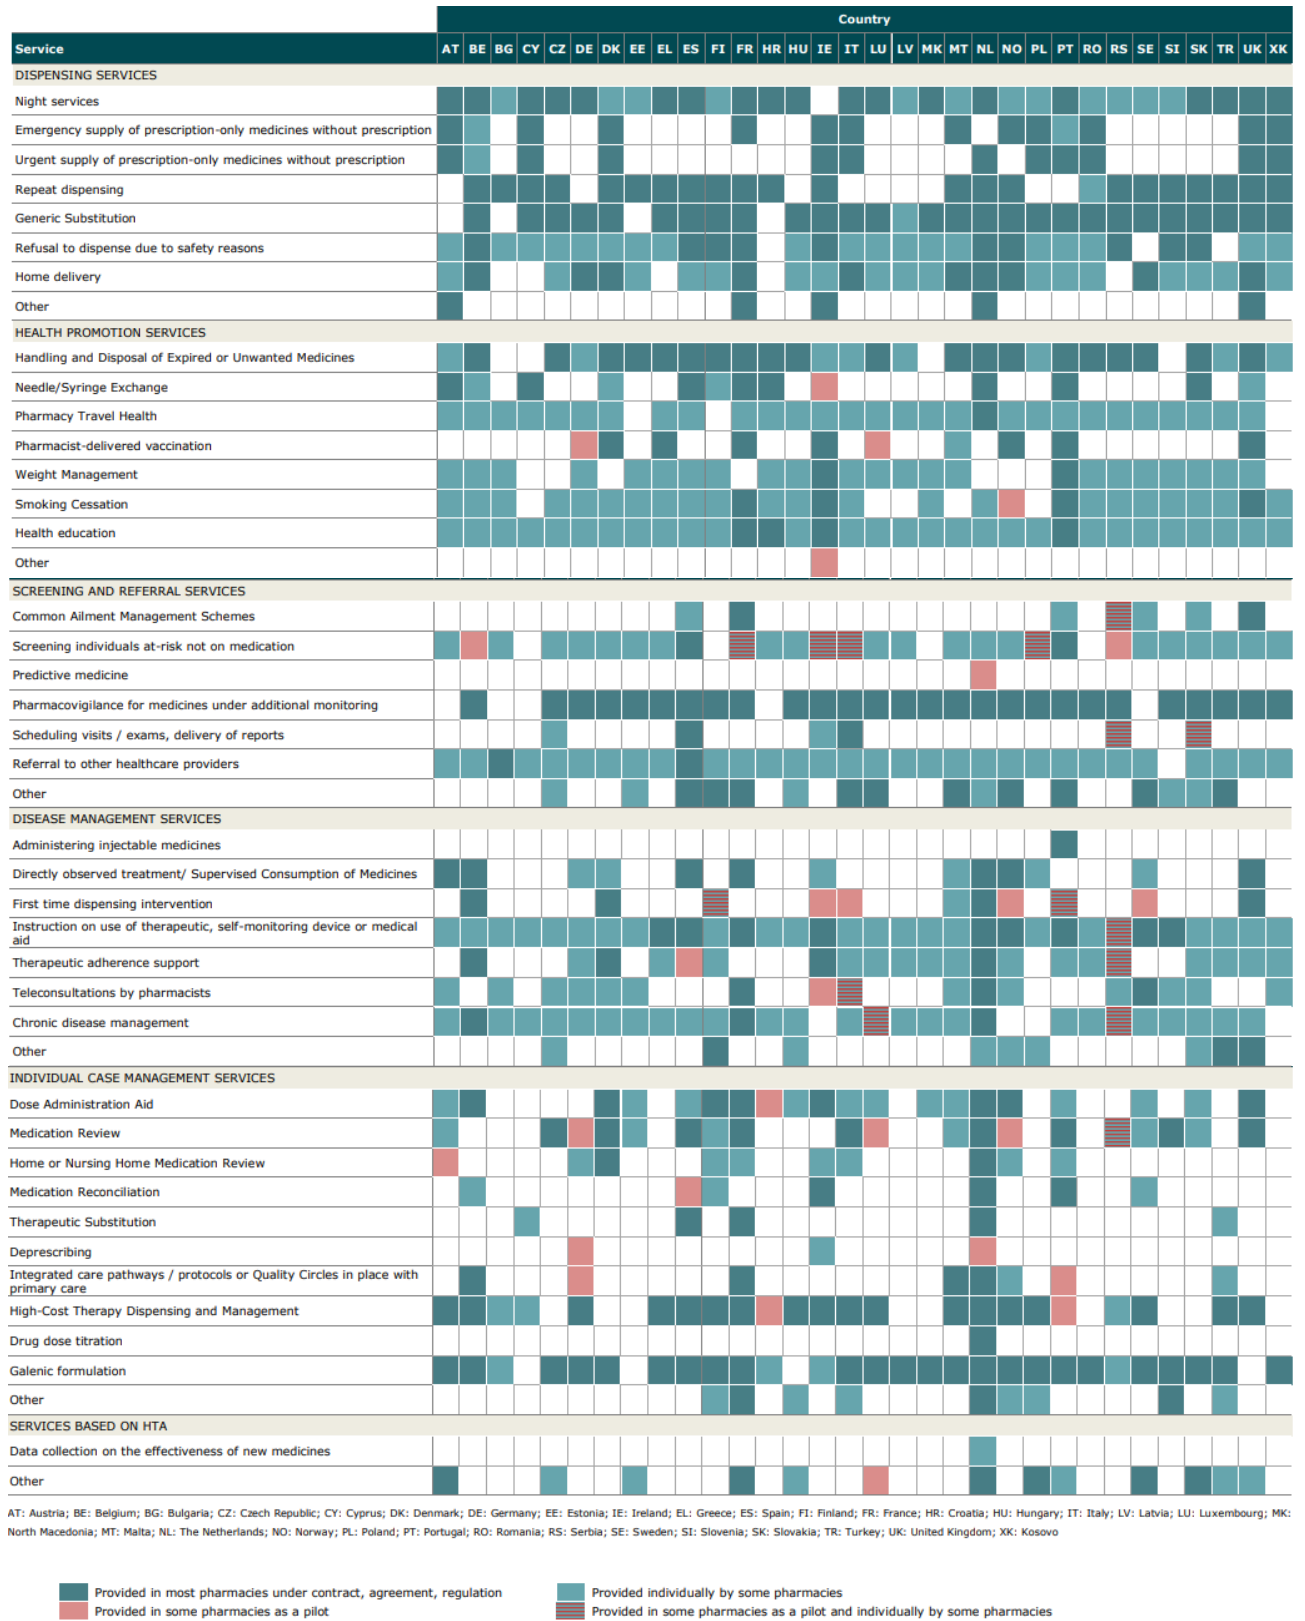 Country
Service AT BE BG CY CZ DE DK EE EL ES FI FR HR HU IE IT LU LV MK MT NL NO PL PT RO RS SE SI SK TR UK XK
DISPENSING SERVICES
Night services
Emergency supply of prescription-only medicines without prescription
Urgent supply of prescription-only medicines without prescription
Repeat dispensing
Generic Substitution
Refusal to dispense due to safety reasons
Home delivery
Other
HEALTH PROMOTION SERVICES
Handling and Disposal of Expired or Unwanted Medicines
Needle/Syringe Exchange
Pharmacy Travel Health
Pharmacist-delivered vaccination
Weight Management
Smoking Cessation
Health education
Other
SCREENING AND REFERRAL SERVICES
Common Ailment Management Schemes
Screening individuals at-risk not on medication
Predictive medicine
Pharmacovigilance for medicines under additional monitoring
Scheduling visits / exams, delivery of reports
Referral to other healthcare providers
Other
DISEASE MANAGEMENT SERVICES
Administering injectable medicines
Directly observed treatment/ Supervised Consumption of Medicines
First time dispensing intervention
Instruction on use of therapeutic, self-monitoring device or medical
aid
Therapeutic adherence support
Teleconsultations by pharmacists
Chronic disease management
Other
INDIVIDUAL CASE MANAGEMENT SERVICES
Dose Administration Aid
Medication Review
Home or Nursing Home Medication Review
Medication Reconciliation
Therapeutic Substitution
Deprescribing
Integrated care pathways / protocols or Quality Circles in place with
primary care
High-Cost Therapy Dispensing and Management
Drug dose titration
Galenic formulation
Other
SERVICES BASED ON HTA
Data collection on the effectiveness of new medicines
Other
AT: Austria; BE: Belgium; BG: Bulgaria; CZ: Czech Republic; CY: Cyprus; DK: Denmark; DE: Germany; EE: Estonia; IE: Ireland; EL: Greece; ES: Spain; FI: Finland; FR: France; HR: Croatia; HU: Hungary; IT: Italy; LV: Latvia; LU: Luxembourg; MK:
North Macedonia; MT: Malta; NL: The Netherlands; NO: Norway; PL: Poland; PT: Portugal; RO: Romania; RS: Serbia; SE: Sweden; SI: Slovenia; SK: Slovakia; TR: Turkey; UK: United Kingdom; XK: Kosovo
Provided in most pharmacies under contract, agreement, regulation
Provided individually by some pharmacies
Provided in some pharmacies as a pilot
Provided in some pharmacies as a pilot and individually by some pharmacies